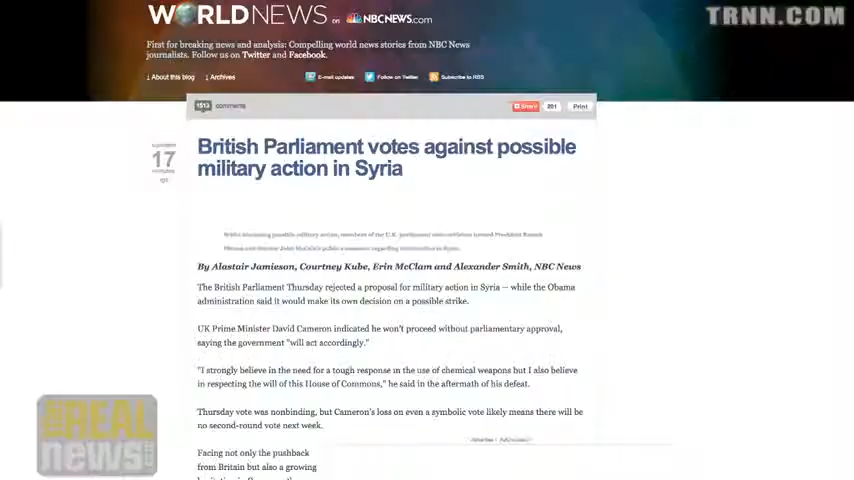 WORLDNEWS on NBCNEWS.com
TRNN.COM
First for breaking news and analysis: Compelling world news stories from NBC News
journalists. Follow us on Twitter and Facebook.
↓ About this blog ↓ Archives E-mail updates Follow on Twitter Subscribe to RSS
1513 comments Share 201 Print
17
minutes
ago
British Parliament votes against possible
military action in Syria
By Alastair Jamieson, Courtney Kube, Erin McClam and Alexander Smith, NBC News
The British Parliament Thursday rejected a proposal for military action in Syria — while the Obama
administration said it would make its own decision on a possible strike.
UK Prime Minister David Cameron indicated he won't proceed without parliamentary approval,
saying the government "will act accordingly."
"I strongly believe in the need for a tough response in the use of chemical weapons but I also believe
in respecting the will of this House of Commons," he said in the aftermath of his defeat.
Thursday vote was nonbinding, but Cameron's loss on even a symbolic vote likely means there will be
no second-round vote next week.
Facing not only the pushback
from Britain but also a growing
THE REAL
news.com